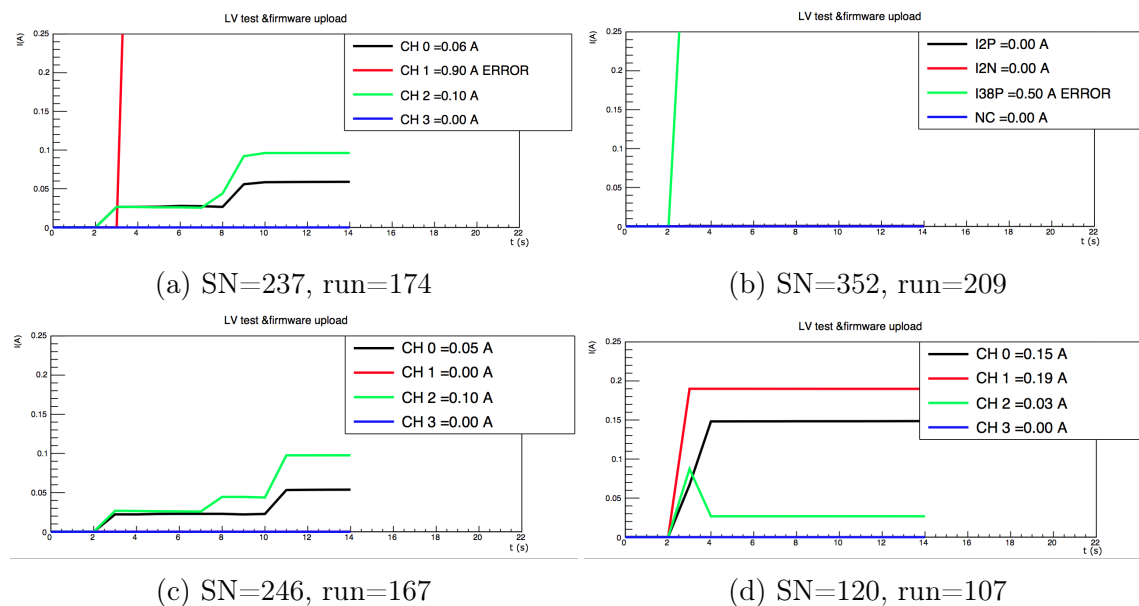 LV test &firmware upload
I(A)
0.25
0.2
0.15
0.1
0.05
0
0 2 4 6 8 10 12 14 16 18 20 22
t (s)
CH 0 =0.06 A
CH 1 =0.90 A ERROR
CH 2 =0.10 A
CH 3 =0.00 A
(a) SN=237, run=174
LV test &firmware upload
I(A)
0.25
0.2
0.15
0.1
0.05
0
0 2 4 6 8 10 12 14 16 18 20 22
t (s)
I2P =0.00 A
I2N =0.00 A
I38P =0.50 A ERROR
NC =0.00 A
(b) SN=352, run=209
LV test &firmware upload
I(A)
0.25
0.2
0.15
0.1
0.05
0
0 2 4 6 8 10 12 14 16 18 20 22
t (s)
CH 0 =0.05 A
CH 1 =0.00 A
CH 2 =0.10 A
CH 3 =0.00 A
(c) SN=246, run=167
LV test &firmware upload
I(A)
0.25
0.2
0.15
0.1
0.05
0
0 2 4 6 8 10 12 14 16 18 20 22
t (s)
CH 0 =0.15 A
CH 1 =0.19 A
CH 2 =0.03 A
CH 3 =0.00 A
(d) SN=120, run=107